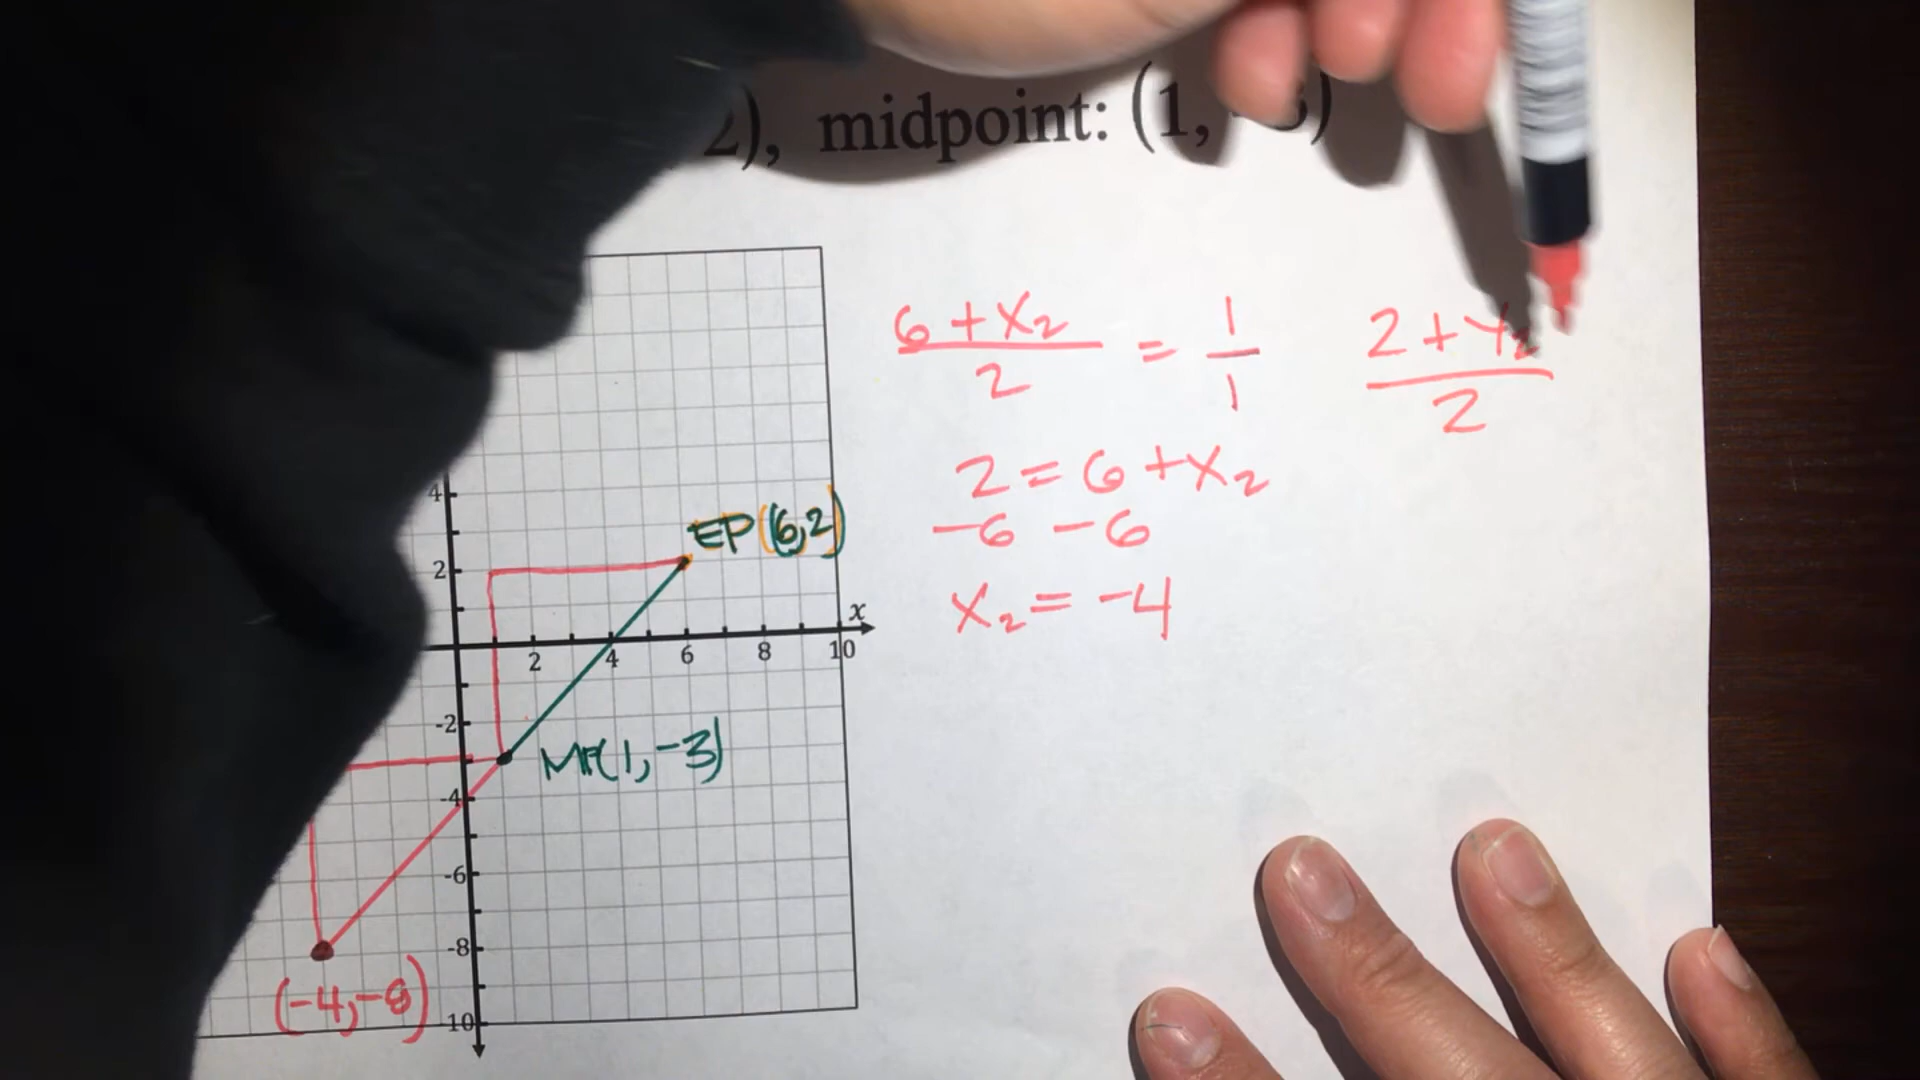 2), midpoint: (1, -3)
6 + x₂ / 2 = 1 / 1
2 + y₂ / 2
2 = 6 + x₂
-6 -6
x₂ = -4
EP(6,2)
MP(1, -3)
(-4, -8)
x
4
2
2 4 6 8 10
-2
-4
-6
-8
10